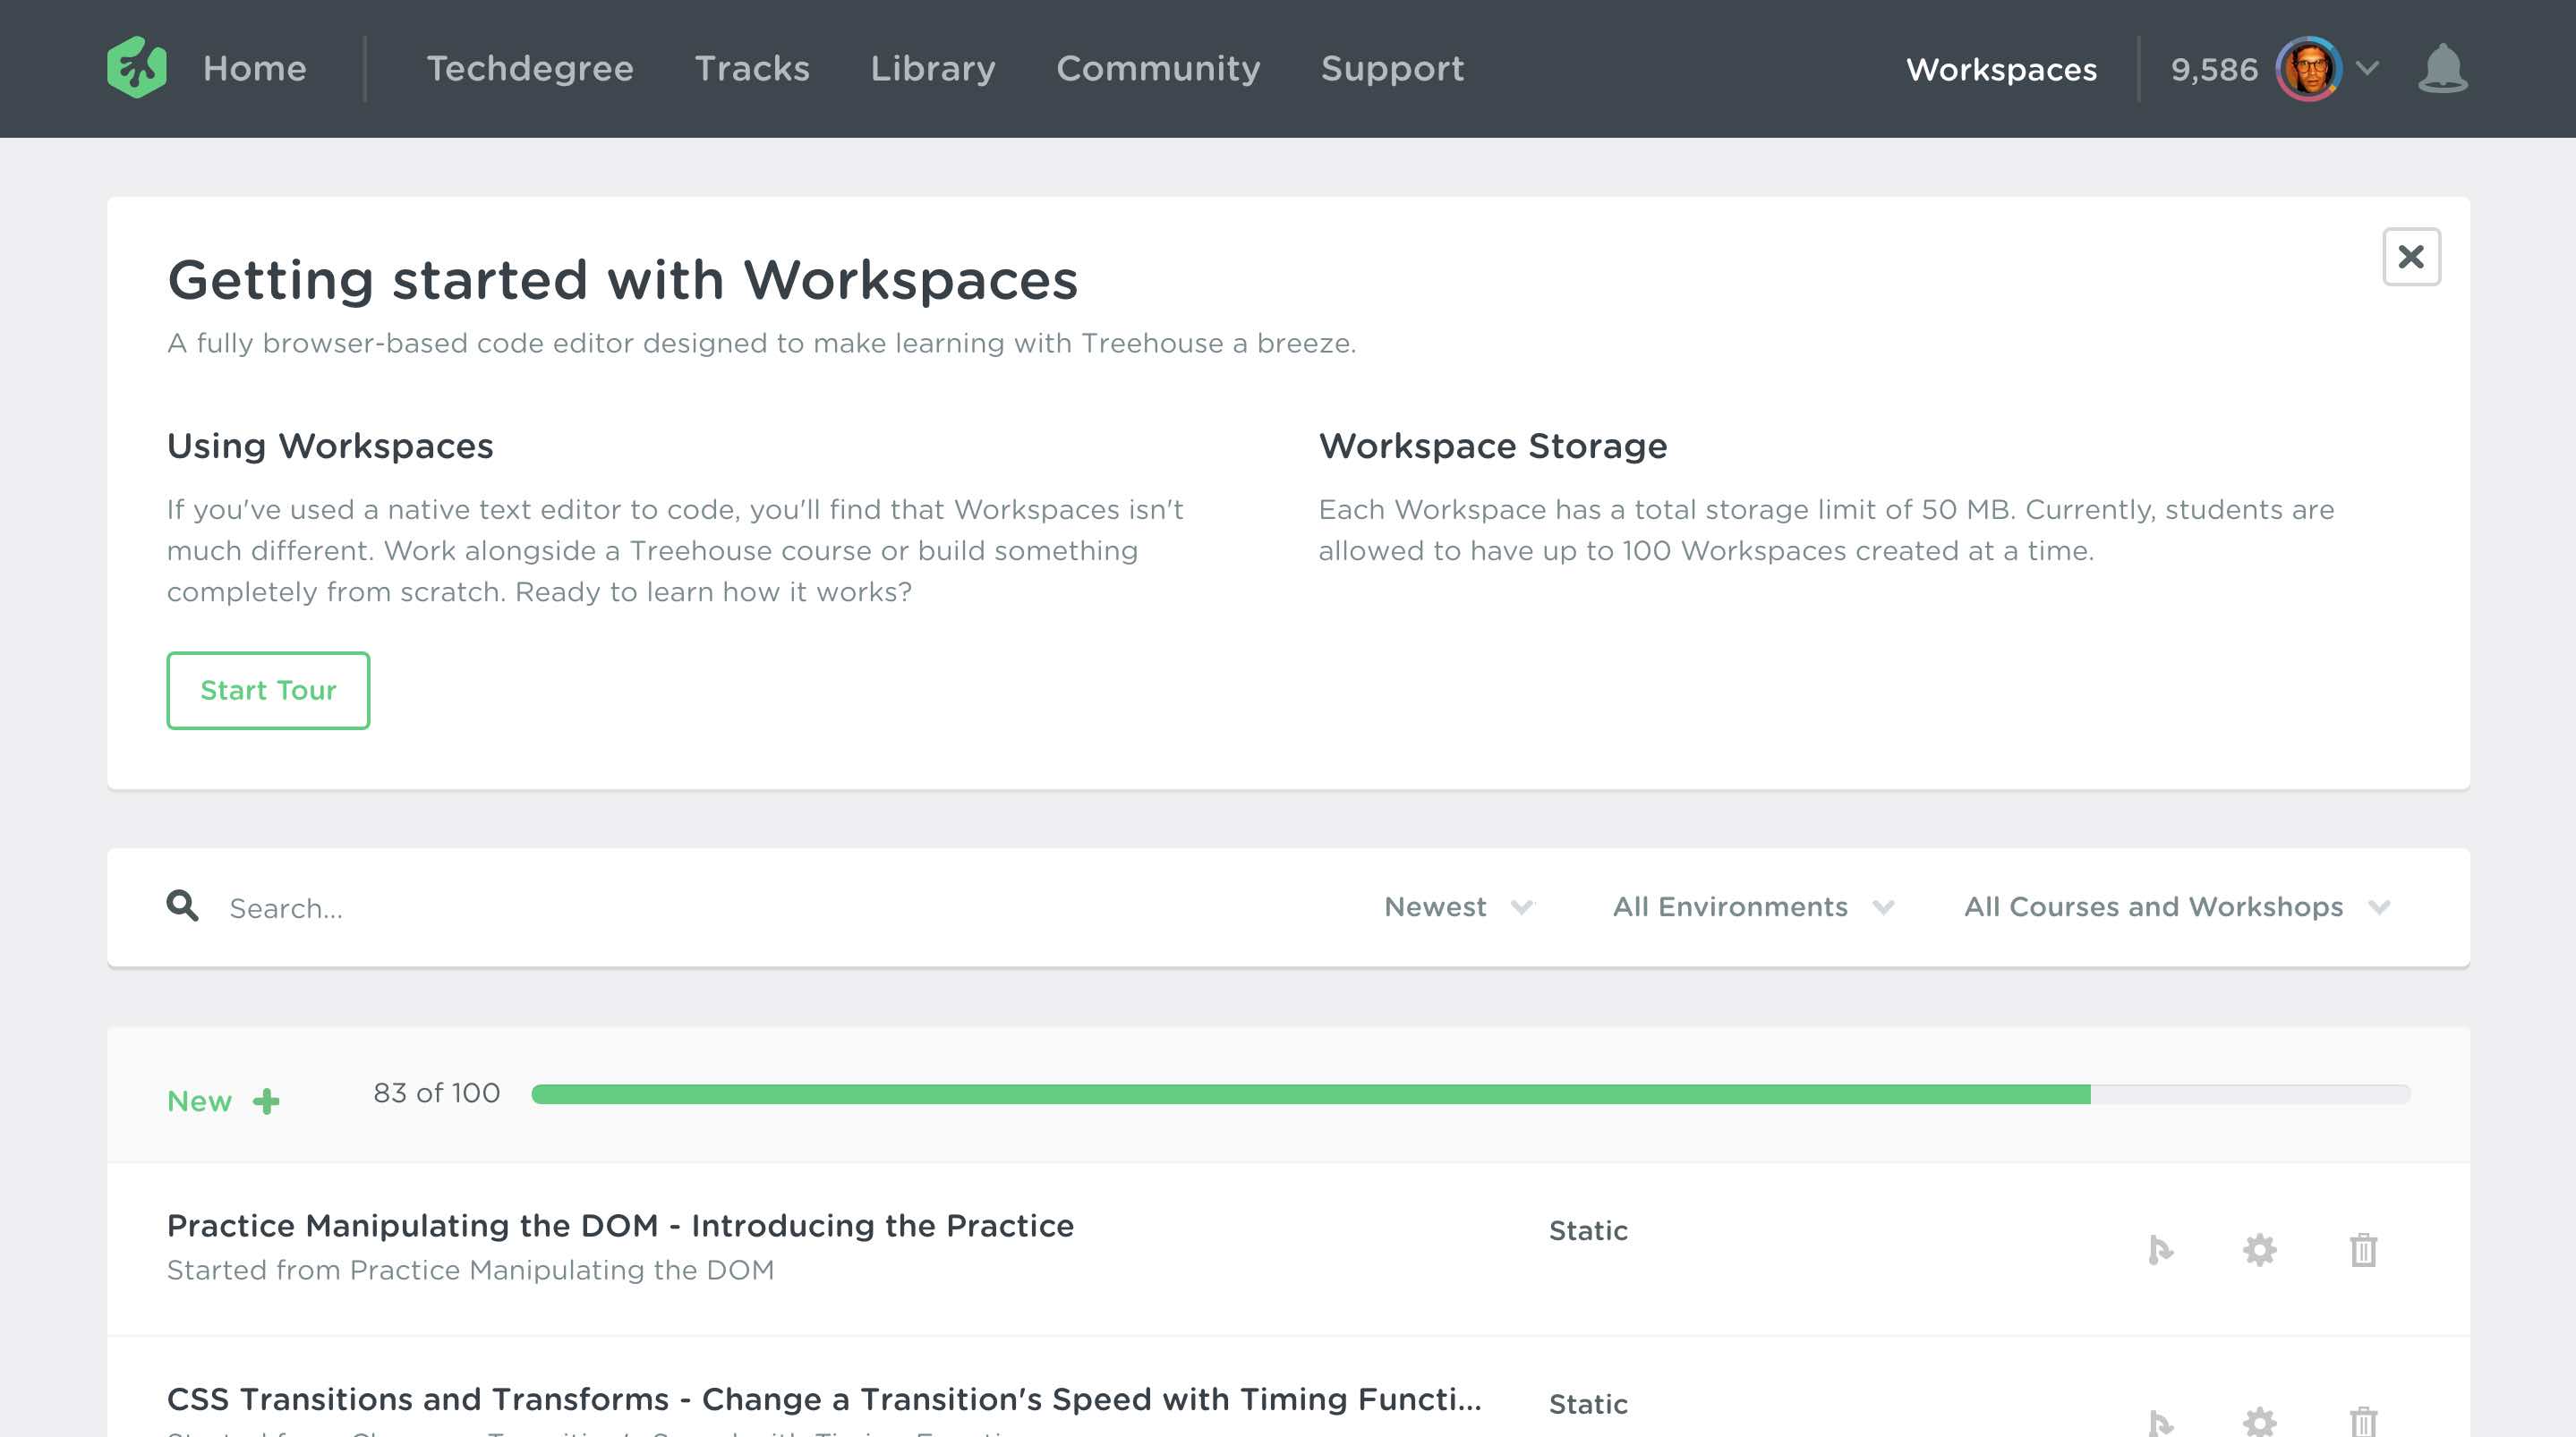 Home
Techdegree
Tracks
Library
Community
Support
Workspaces
9,586
Getting started with Workspaces
A fully browser-based code editor designed to make learning with Treehouse a breeze.
Using Workspaces
If you've used a native text editor to code, you'll find that Workspaces isn't
much different. Work alongside a Treehouse course or build something
completely from scratch. Ready to learn how it works?
Start Tour
Workspace Storage
Each Workspace has a total storage limit of 50 MB. Currently, students are
allowed to have up to 100 Workspaces created at a time.
Search...
Newest
All Environments
All Courses and Workshops
New
83 of 100
Practice Manipulating the DOM - Introducing the Practice
Started from Practice Manipulating the DOM
Static
CSS Transitions and Transforms - Change a Transition's Speed with Timing Functi...
Static